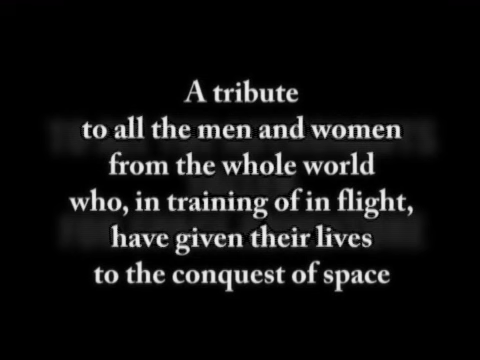 A tribute
to all the men and women
from the whole world
who, in training of in flight,
have given their lives
to the conquest of space